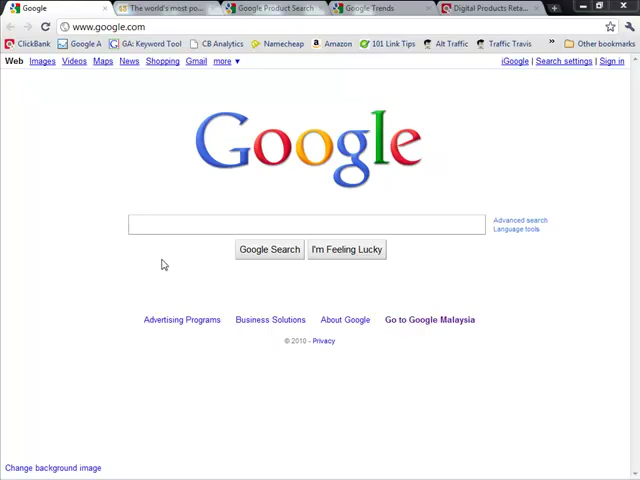 Google
The world's most po...
Google Product Search
Google Trends
Digital Products Reta...
www.google.com
ClickBank
Google A
GA: Keyword Tool
CB Analytics
Namecheap
Amazon
101 Link Tips
Alt Traffic
Traffic Travis
»
Other bookmarks
Web Images Videos Maps News Shopping Gmail more ▼
iGoogle | Search settings | Sign in
Google
Advanced search
Language tools
Google Search
I'm Feeling Lucky
Advertising Programs Business Solutions About Google Go to Google Malaysia
© 2010 - Privacy
Change background image